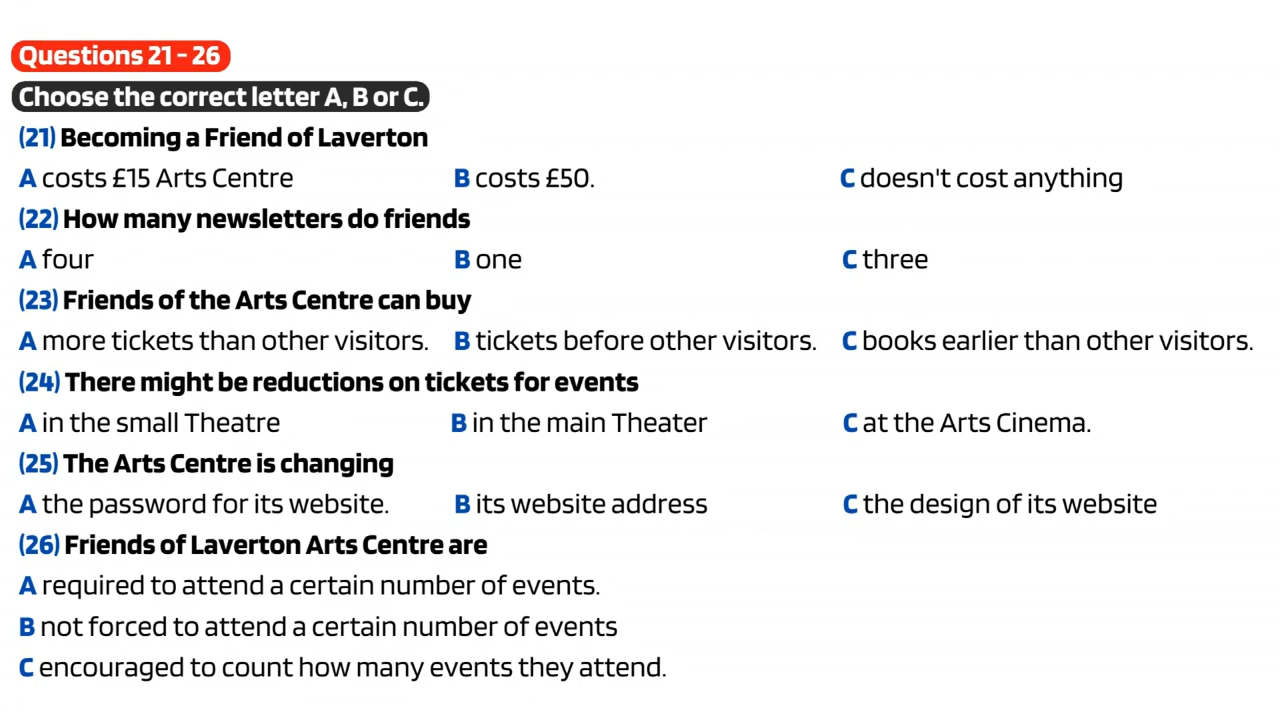 Questions 21 - 26
Choose the correct letter A, B or C.
(21) Becoming a Friend of Laverton
A costs £15 Arts Centre B costs £50. C doesn't cost anything
(22) How many newsletters do friends
A four B one C three
(23) Friends of the Arts Centre can buy
A more tickets than other visitors. B tickets before other visitors. C books earlier than other visitors.
(24) There might be reductions on tickets for events
A in the small Theatre B in the main Theater C at the Arts Cinema.
(25) The Arts Centre is changing
A the password for its website. B its website address C the design of its website
(26) Friends of Laverton Arts Centre are
A required to attend a certain number of events.
B not forced to attend a certain number of events
C encouraged to count how many events they attend.